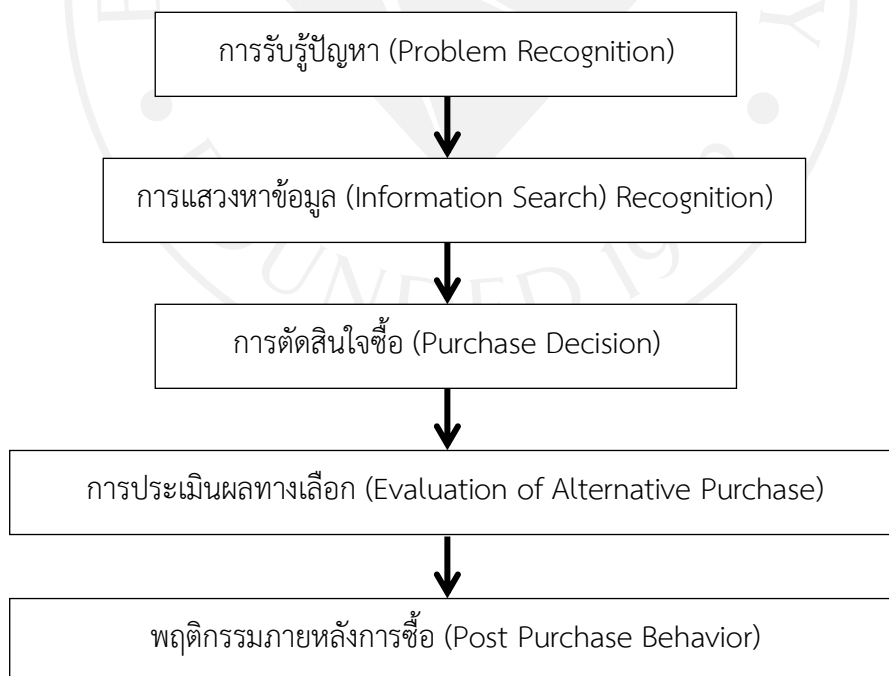 การรับรู้ปัญหา (Problem Recognition)
การแสวงหาข้อมูล (Information Search) Recognition)
FOUNDED 19
การตัดสินใจซื้อ (Purchase Decision)
การประเมินผลทางเลือก (Evaluation of Alternative Purchase)
พฤติกรรมภายหลังการซื้อ (Post Purchase Behavior)